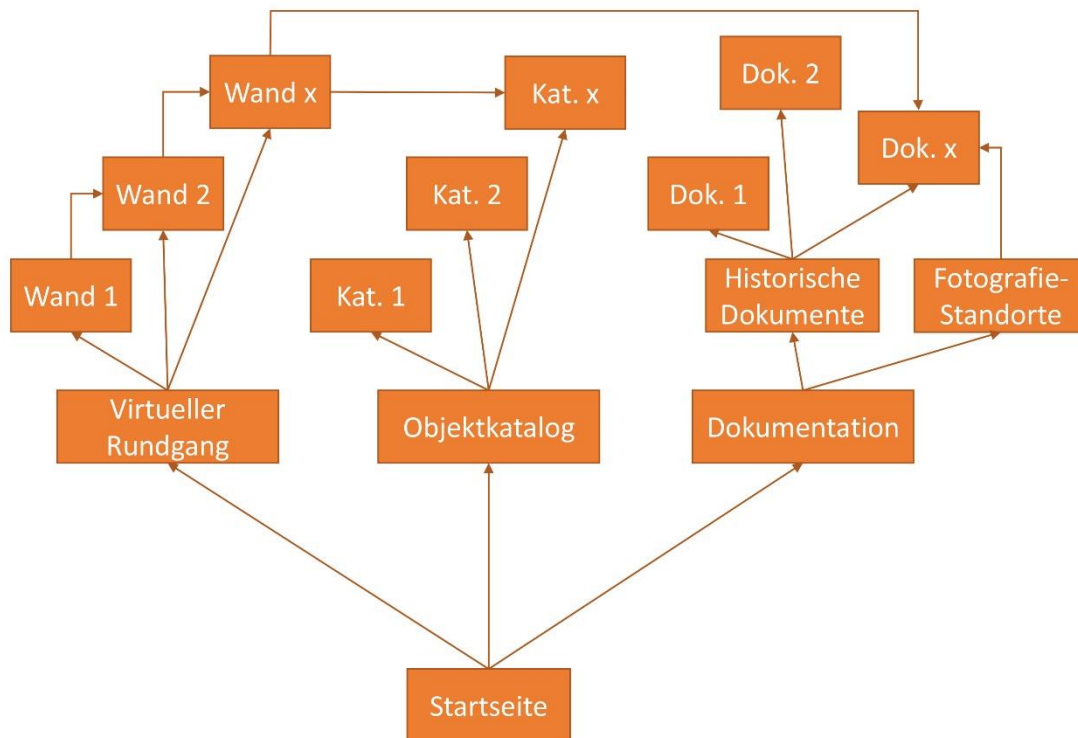 Wand x
Kat. x
Dok. 2
Dok. x
Wand 2
Kat. 2
Dok. 1
Wand 1
Kat. 1
Historische
Dokumente
Fotografie-
Standorte
Virtueller
Rundgang
Objektkatalog
Dokumentation
Startseite